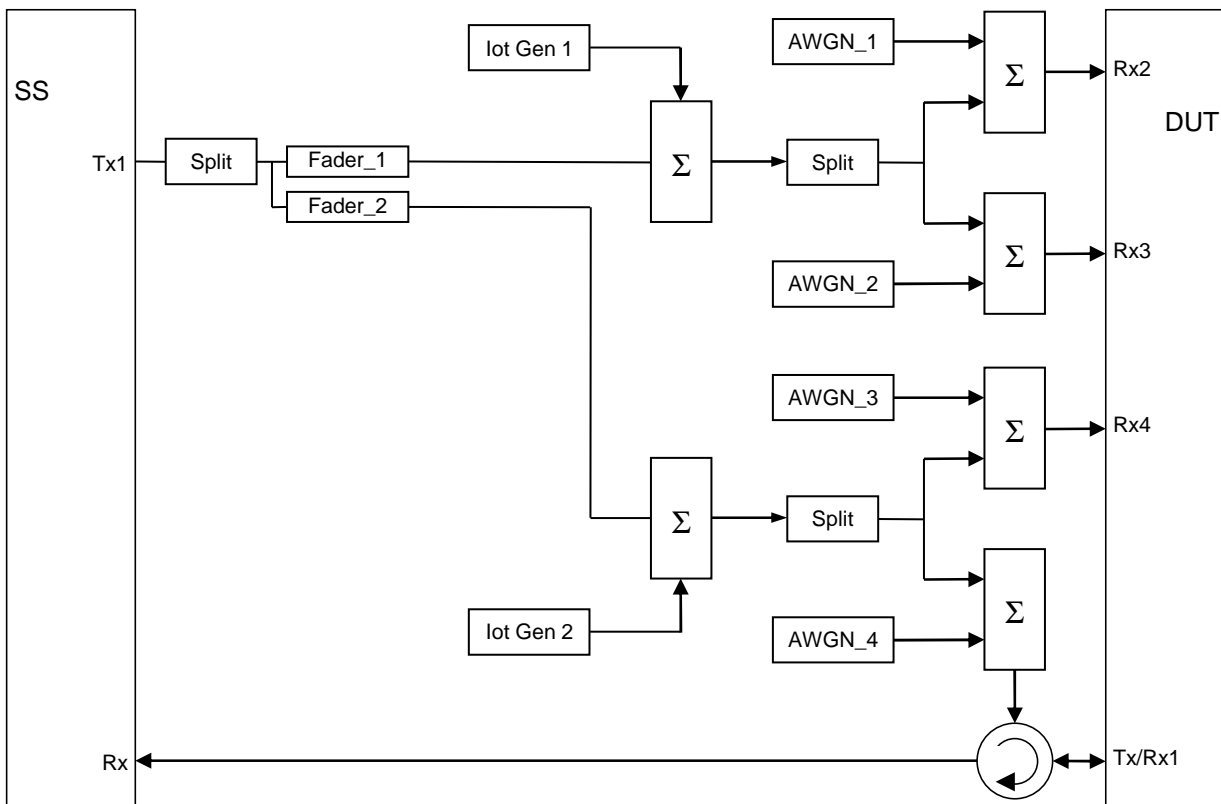 Iot Gen 1
AWGN_1
Σ
Rx2
SS
DUT
Tx1
Split
Fader_1
Σ
Split
Fader_2
Σ
Rx3
AWGN_2
AWGN_3
Σ
Rx4
Σ
Split
Iot Gen 2
AWGN_4
Σ
Rx
Tx/Rx1